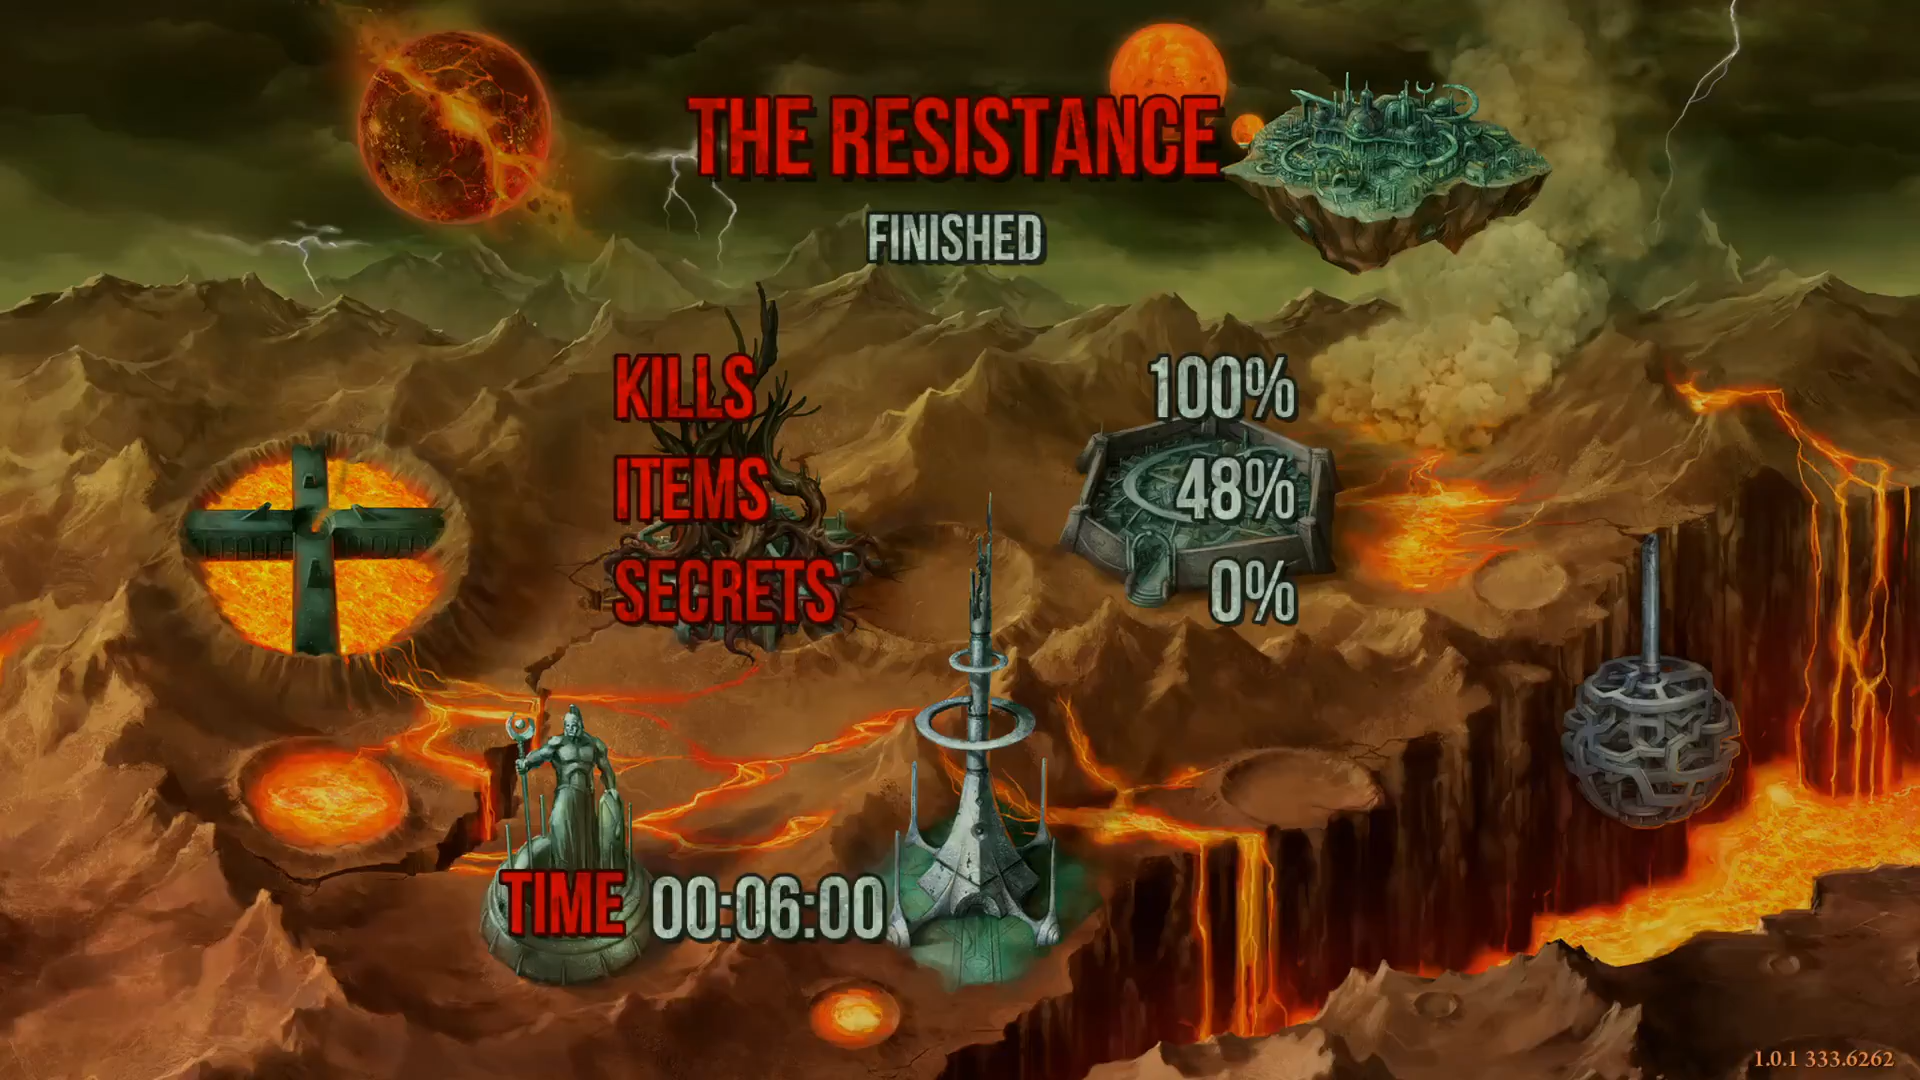 THE RESISTANCE
FINISHED
KILLS 100%
ITEMS 48%
SECRETS 0%
TIME 00:06:00
1.0.1 333.6262